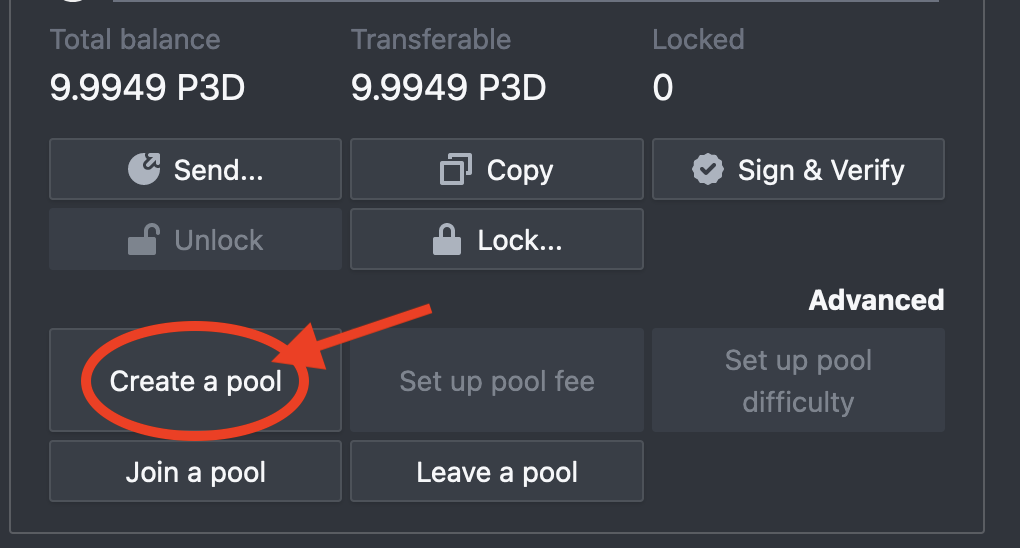 Total balance Transferable Locked
9.9949 P3D 9.9949 P3D 0
Send... Copy Sign & Verify
Unlock Lock...
Advanced
Create a pool Set up pool fee Set up pool
difficulty
Join a pool Leave a pool